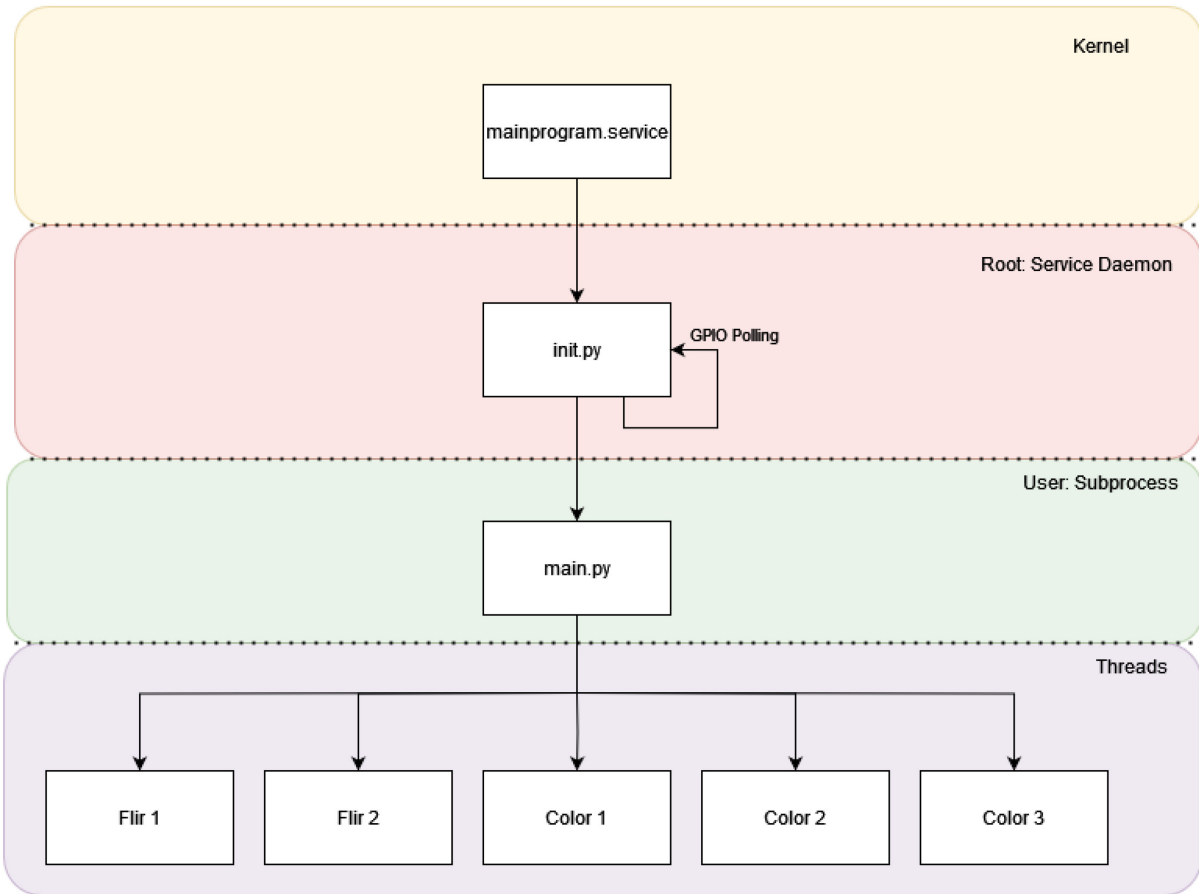 Kernel
mainprogram.service
Root: Service Daemon
GPIO Polling
init.py
User: Subprocess
main.py
Threads
Flir 1
Flir 2
Color 1
Color 2
Color 3